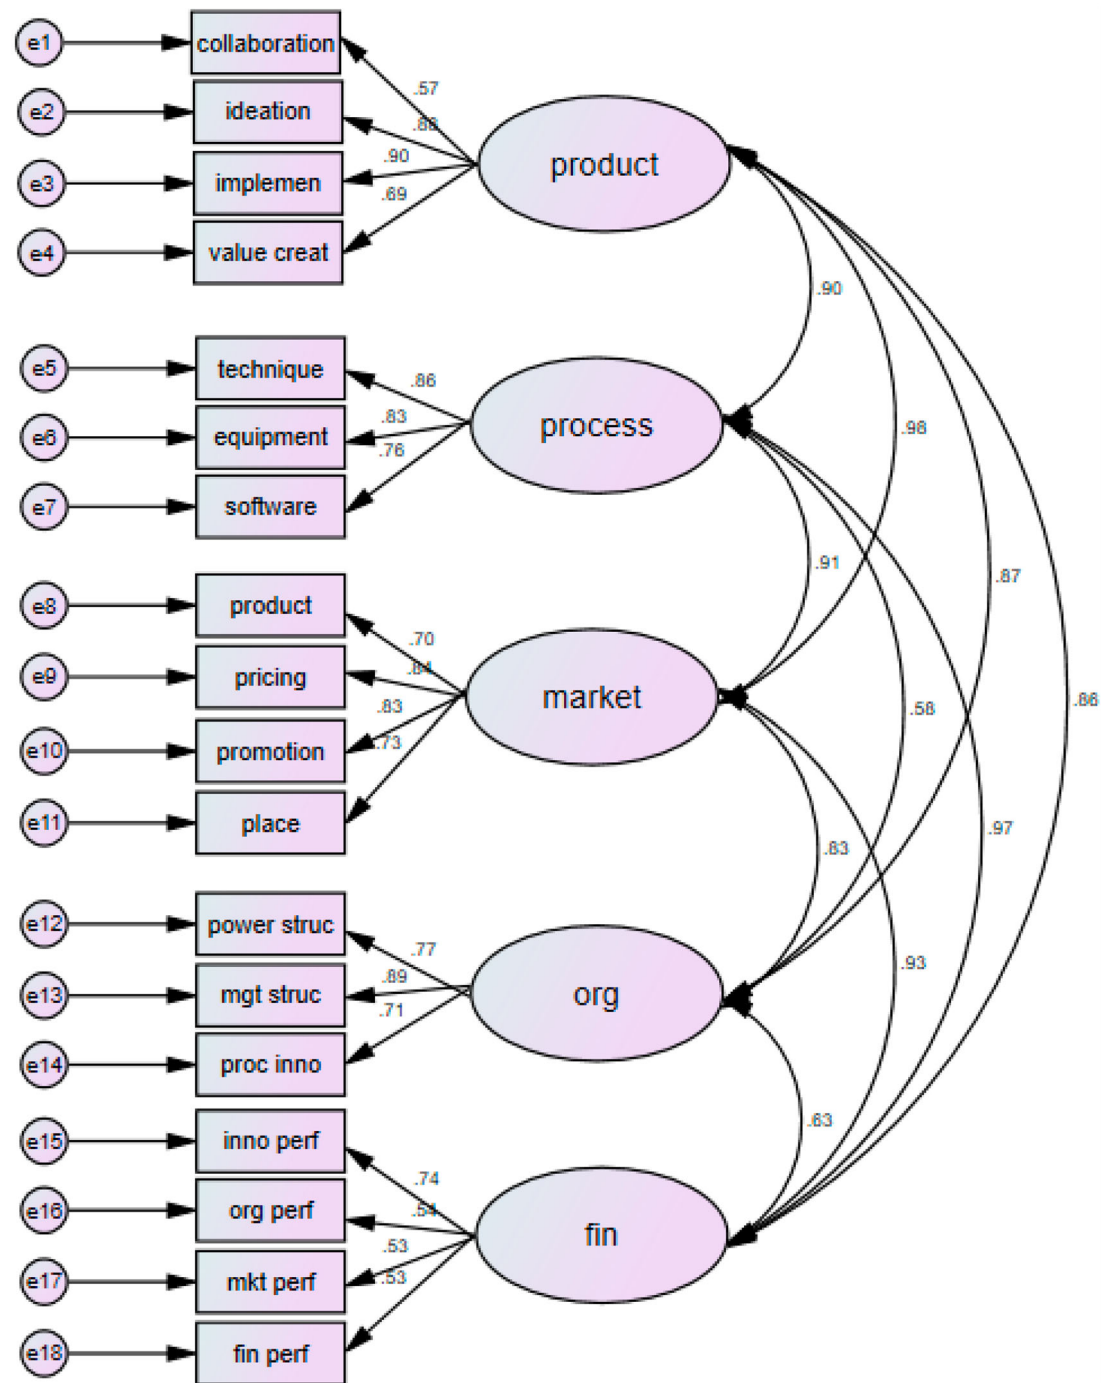 e1
collaboration
.57
e2
ideation
e3
implemen
.90
e4
value creat
.69
product
.90
.98
.87
.86
e5
technique
.86
e6
equipment
.83
e7
software
.76
process
.91
.58
.97
e8
product
.70
e9
pricing
.84
e10
promotion
.83
e11
place
.73
market
.83
.93
e12
power struc
.77
e13
mgt struc
.89
e14
proc inno
.71
org
.63
e15
inno perf
.74
e16
org perf
.54
e17
mkt perf
.53
e18
fin perf
.53
fin